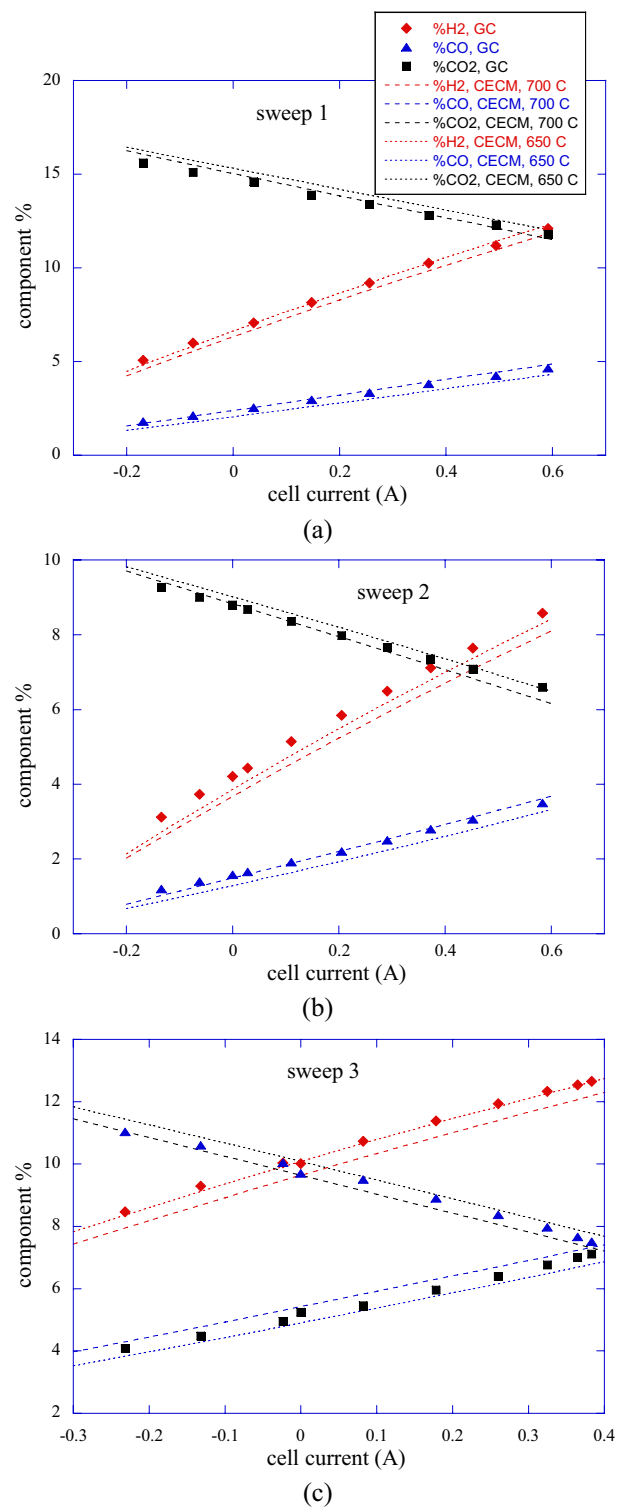 %H2, GC
%CO, GC
%CO2, GC
%H2, CECM, 700 C
%CO, CECM, 700 C
%CO2, CECM, 700 C
%H2, CECM, 650 C
%CO, CECM, 650 C
%CO2, CECM, 650 C
20
15
10
5
0
component %
sweep 1
-0.2 0 0.2 0.4 0.6
cell current (A)
(a)
10
8
6
4
2
0
component %
sweep 2
-0.2 0 0.2 0.4 0.6
cell current (A)
(b)
14
12
10
8
6
4
2
component %
sweep 3
-0.3 -0.2 -0.1 0 0.1 0.2 0.3 0.4
cell current (A)
(c)